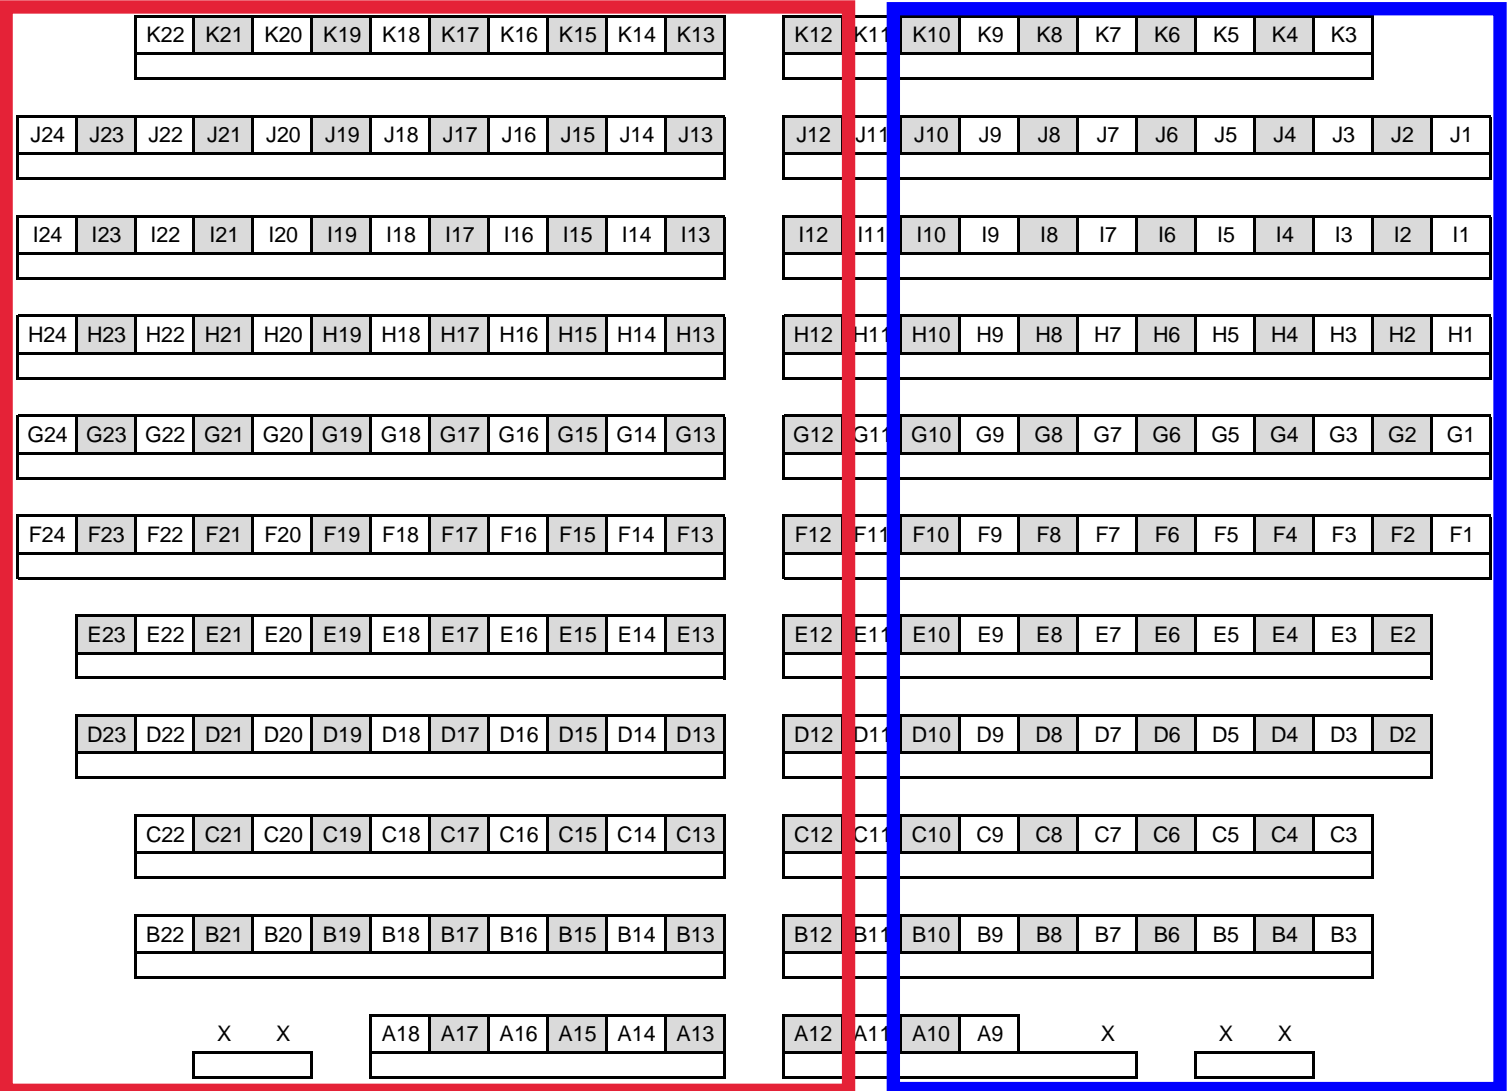 K22 K21 K20 K19 K18 K17 K16 K15 K14 K13 K12 K11 K10 K9 K8 K7 K6 K5 K4 K3
J24 J23 J22 J21 J20 J19 J18 J17 J16 J15 J14 J13 J12 J11 J10 J9 J8 J7 J6 J5 J4 J3 J2 J1
I24 I23 I22 I21 I20 I19 I18 I17 I16 I15 I14 I13 I12 I11 I10 I9 I8 I7 I6 I5 I4 I3 I2 I1
H24 H23 H22 H21 H20 H19 H18 H17 H16 H15 H14 H13 H12 H11 H10 H9 H8 H7 H6 H5 H4 H3 H2 H1
G24 G23 G22 G21 G20 G19 G18 G17 G16 G15 G14 G13 G12 G11 G10 G9 G8 G7 G6 G5 G4 G3 G2 G1
F24 F23 F22 F21 F20 F19 F18 F17 F16 F15 F14 F13 F12 F11 F10 F9 F8 F7 F6 F5 F4 F3 F2 F1
E23 E22 E21 E20 E19 E18 E17 E16 E15 E14 E13 E12 E11 E10 E9 E8 E7 E6 E5 E4 E3 E2
D23 D22 D21 D20 D19 D18 D17 D16 D15 D14 D13 D12 D11 D10 D9 D8 D7 D6 D5 D4 D3 D2
C22 C21 C20 C19 C18 C17 C16 C15 C14 C13 C12 C11 C10 C9 C8 C7 C6 C5 C4 C3
B22 B21 B20 B19 B18 B17 B16 B15 B14 B13 B12 B11 B10 B9 B8 B7 B6 B5 B4 B3
X X A18 A17 A16 A15 A14 A13 A12 A11 A10 A9 X X X